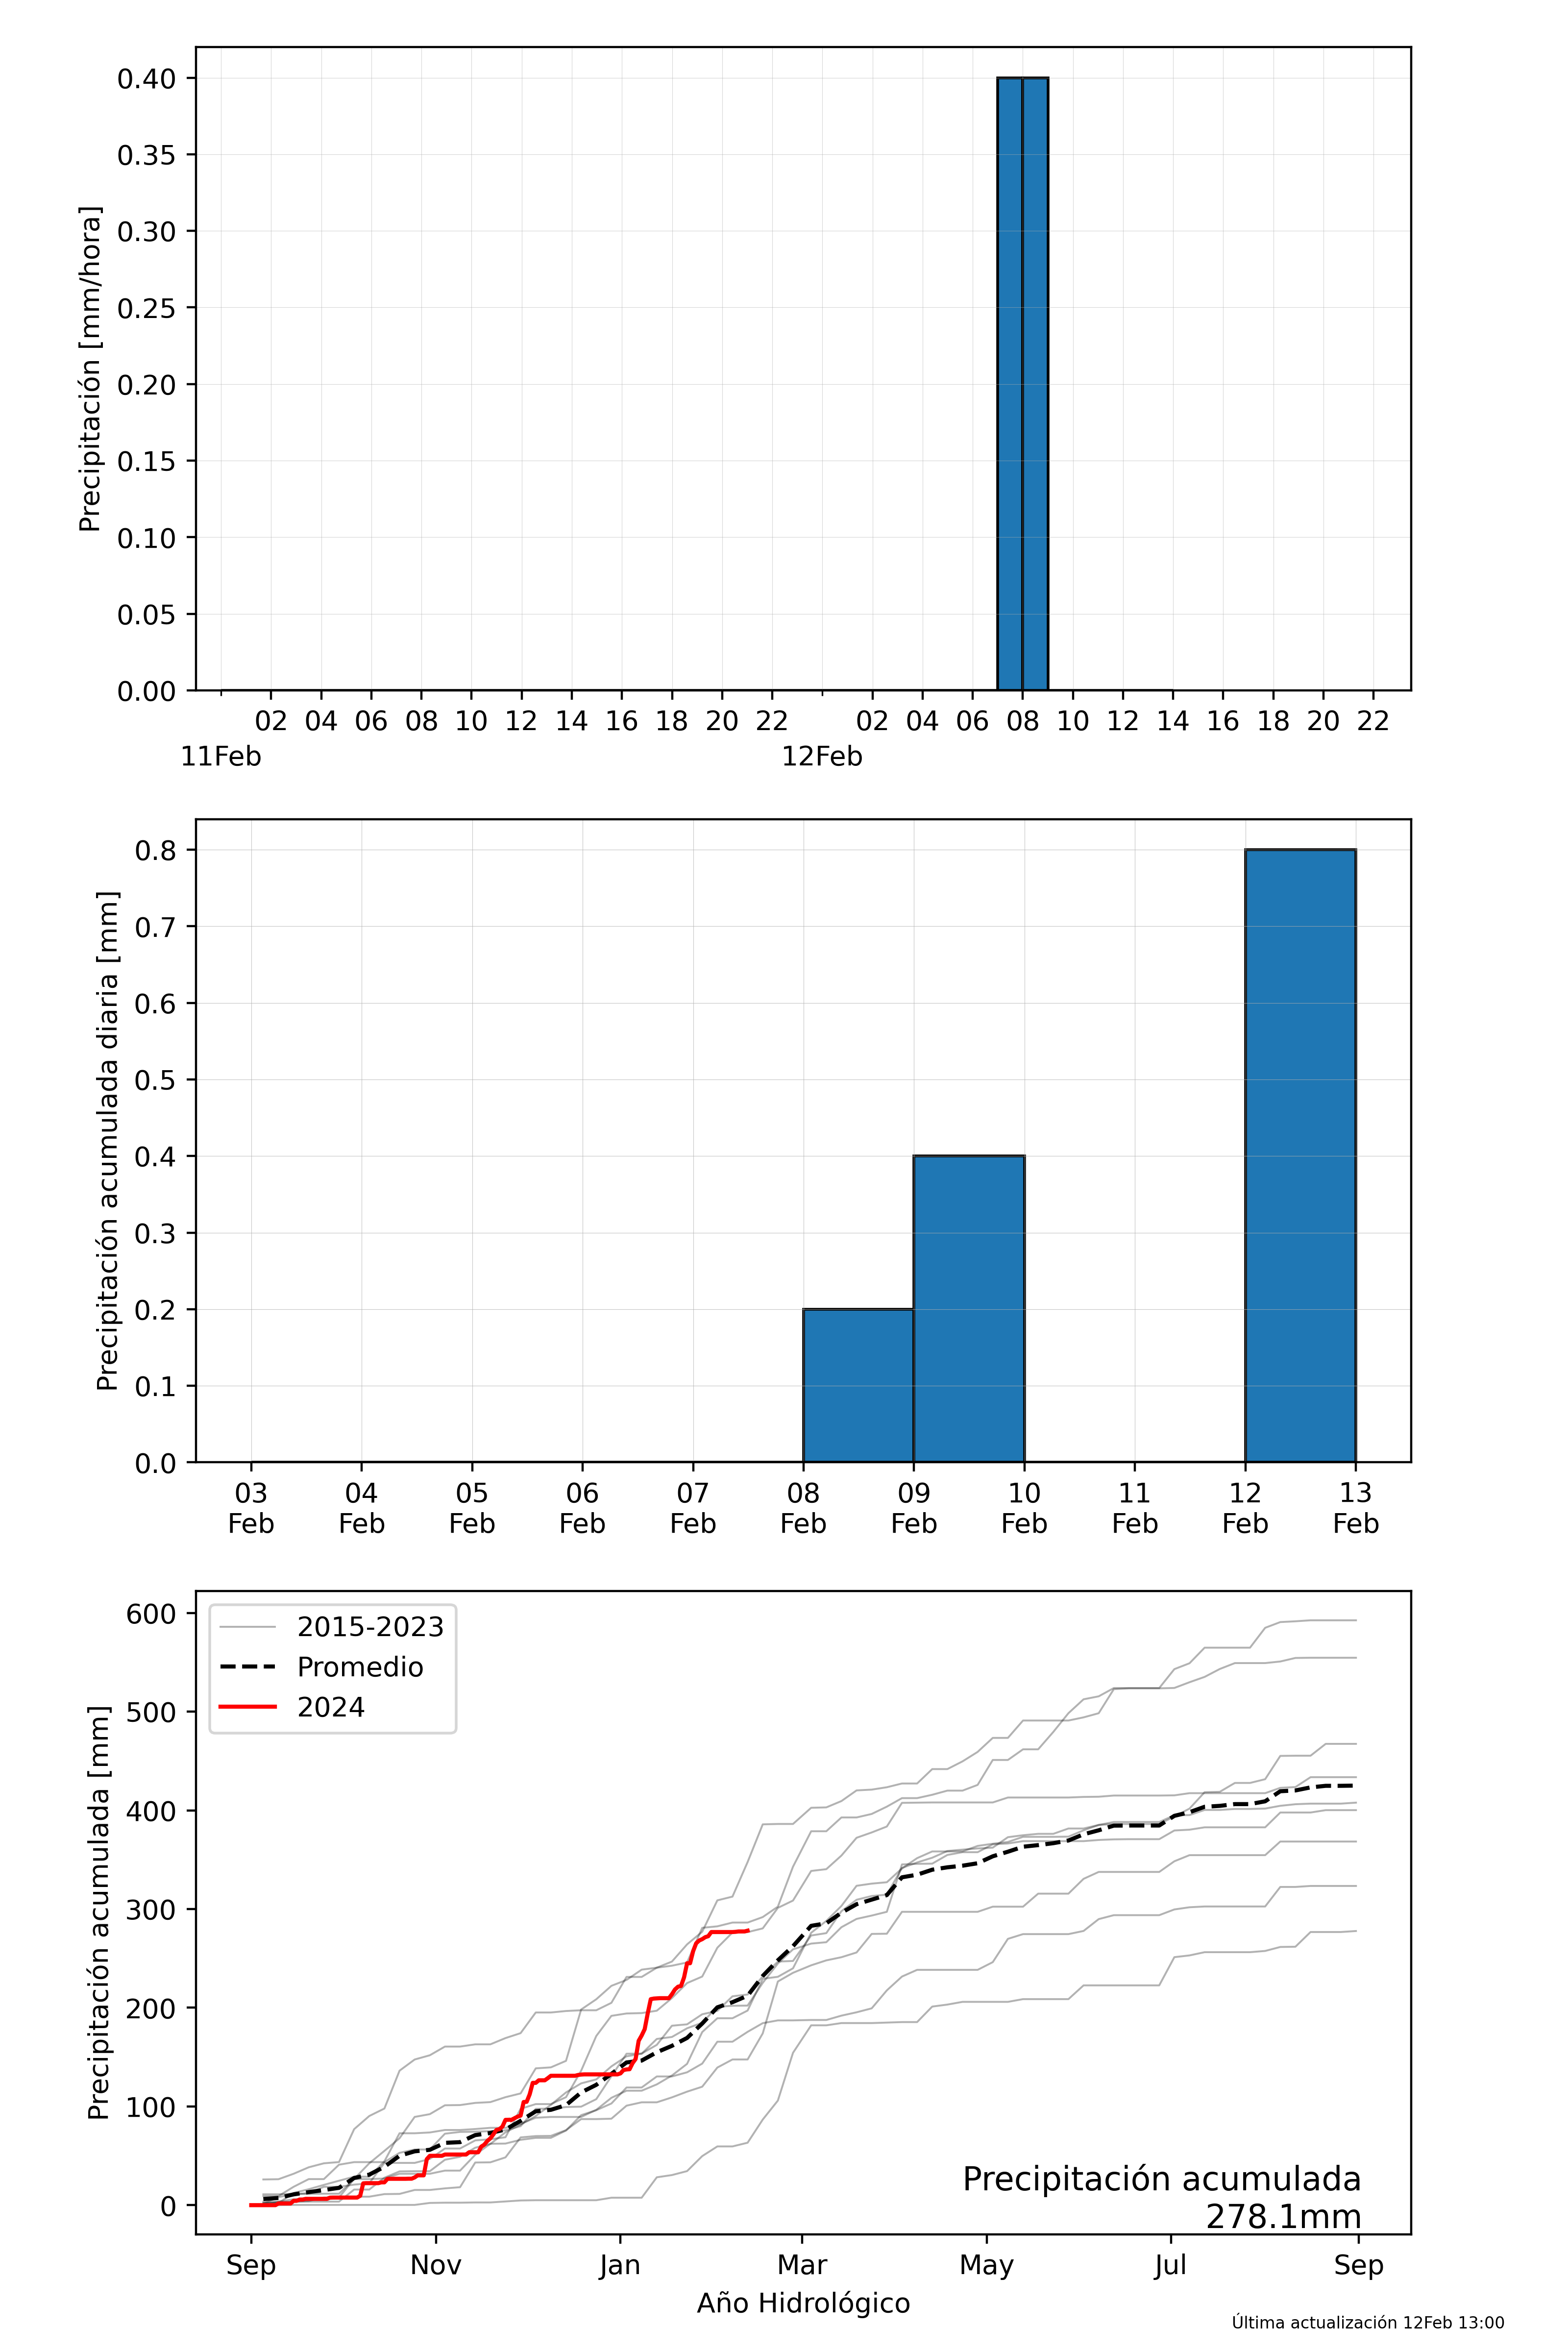 0.40
0.35
0.30
0.25
0.20
0.15
0.10
0.05
0.00
Precipitación [mm/hora]
02 04 06 08 10 12 14 16 18 20 22 02 04 06 08 10 12 14 16 18 20 22
11Feb 12Feb
0.8
0.7
0.6
0.5
0.4
0.3
0.2
0.1
0.0
Precipitación acumulada diaria [mm]
03 04 05 06 07 08 09 10 11 12 13
Feb Feb Feb Feb Feb Feb Feb Feb Feb Feb Feb
600
500
400
300
200
100
0
Precipitación acumulada [mm]
2015-2023
Promedio
2024
Precipitación acumulada
278.1mm
Sep Nov Jan Mar May Jul Sep
Año Hidrológico
Última actualización 12Feb 13:00